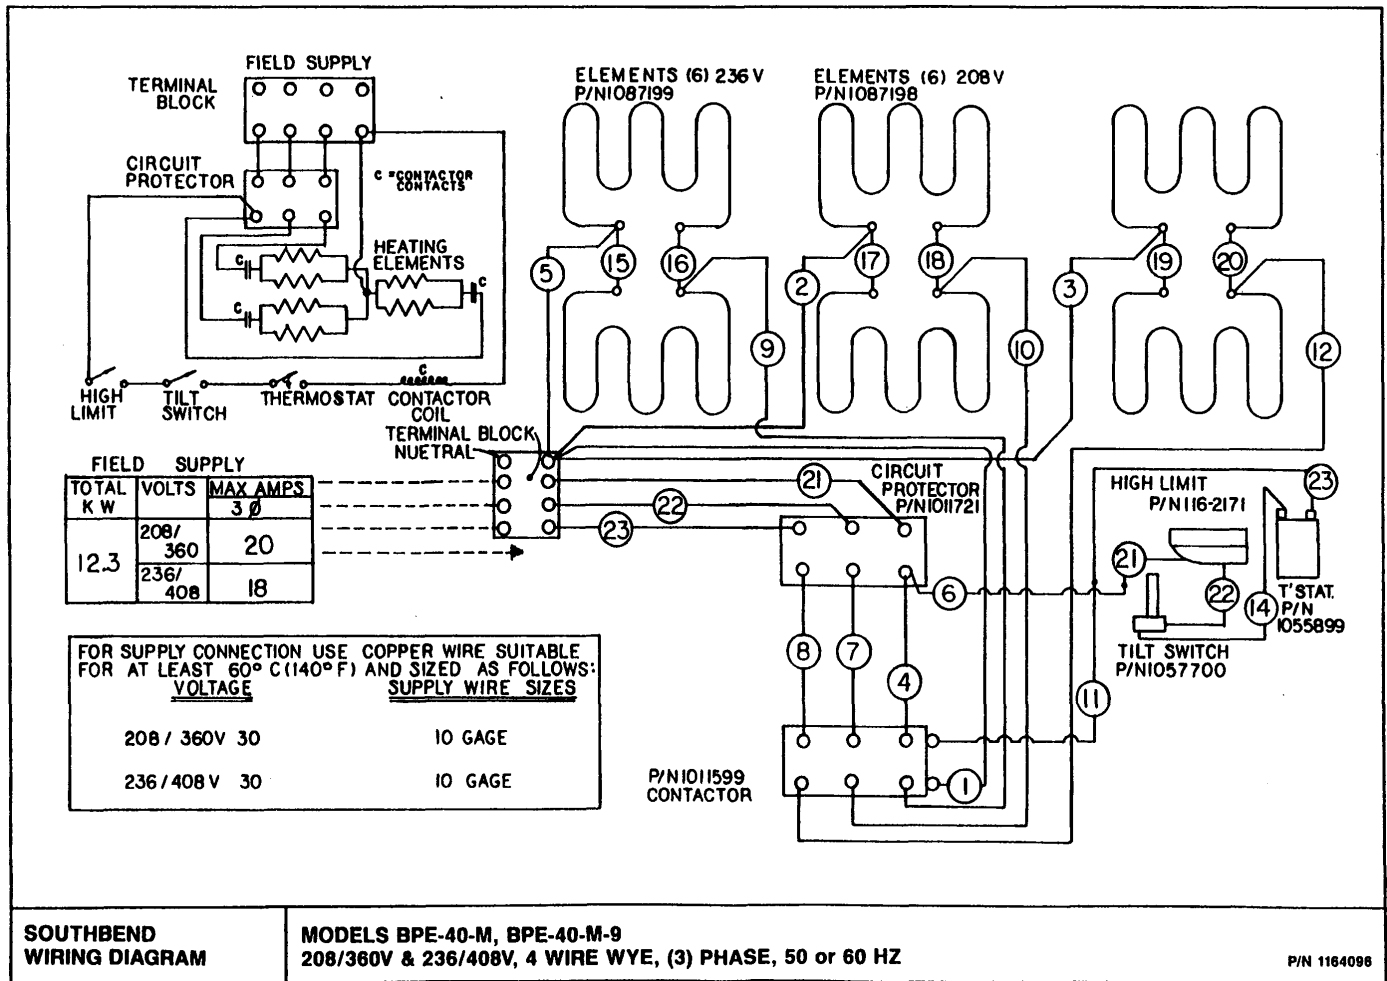 FIELD SUPPLY
TERMINAL
BLOCK
CIRCUIT
PROTECTOR
C =CONTACTOR
CONTACTS
HEATING
ELEMENTS
C
C
C
C
HIGH
LIMIT
TILT
SWITCH
THERMOSTAT
CONTACTOR
COIL
ELEMENTS (6) 236V
P/N1087199
ELEMENTS (6) 208V
P/N1087198
5
15
16
9
2
17
18
10
3
19
20
12
TERMINAL BLOCK
NUETRAL
FIELD SUPPLY
TOTAL KW
VOLTS
MAX AMPS
3 Ø
12.3
208/360
20
236/408
18
21
22
23
CIRCUIT
PROTECTOR
P/N1011721
HIGH LIMIT
P/N116-2171
23
21
22
14
T'STAT.
P/N
1055899
TILT SWITCH
P/N1057700
6
8
7
4
11
1
P/N1011599
CONTACTOR
FOR SUPPLY CONNECTION USE COPPER WIRE SUITABLE
FOR AT LEAST 60° C(140°F) AND SIZED AS FOLLOWS:
VOLTAGE SUPPLY WIRE SIZES
208/ 360V 30 10 GAGE
236/408V 30 10 GAGE
SOUTHBEND
WIRING DIAGRAM
MODELS BPE-40-M, BPE-40-M-9
208/360V & 236/408V, 4 WIRE WYE, (3) PHASE, 50 or 60 HZ
P/N 1164096